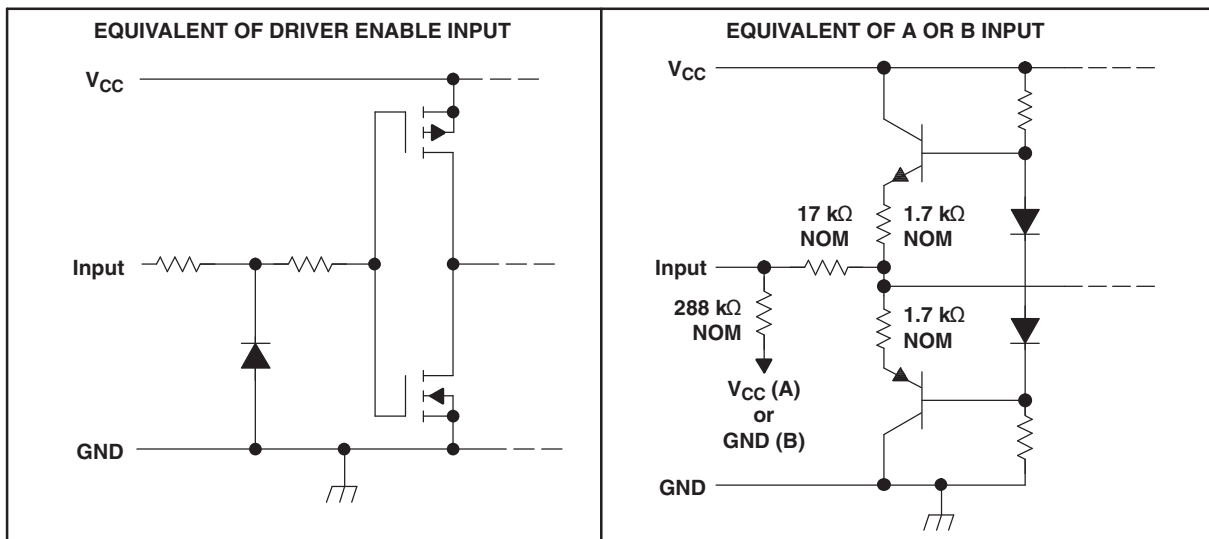 EQUIVALENT OF DRIVER ENABLE INPUT
VCC
Input
GND
EQUIVALENT OF A OR B INPUT
VCC
17 kΩ
NOM
1.7 kΩ
NOM
Input
288 kΩ
NOM
1.7 kΩ
NOM
VCC (A)
or
GND (B)
GND